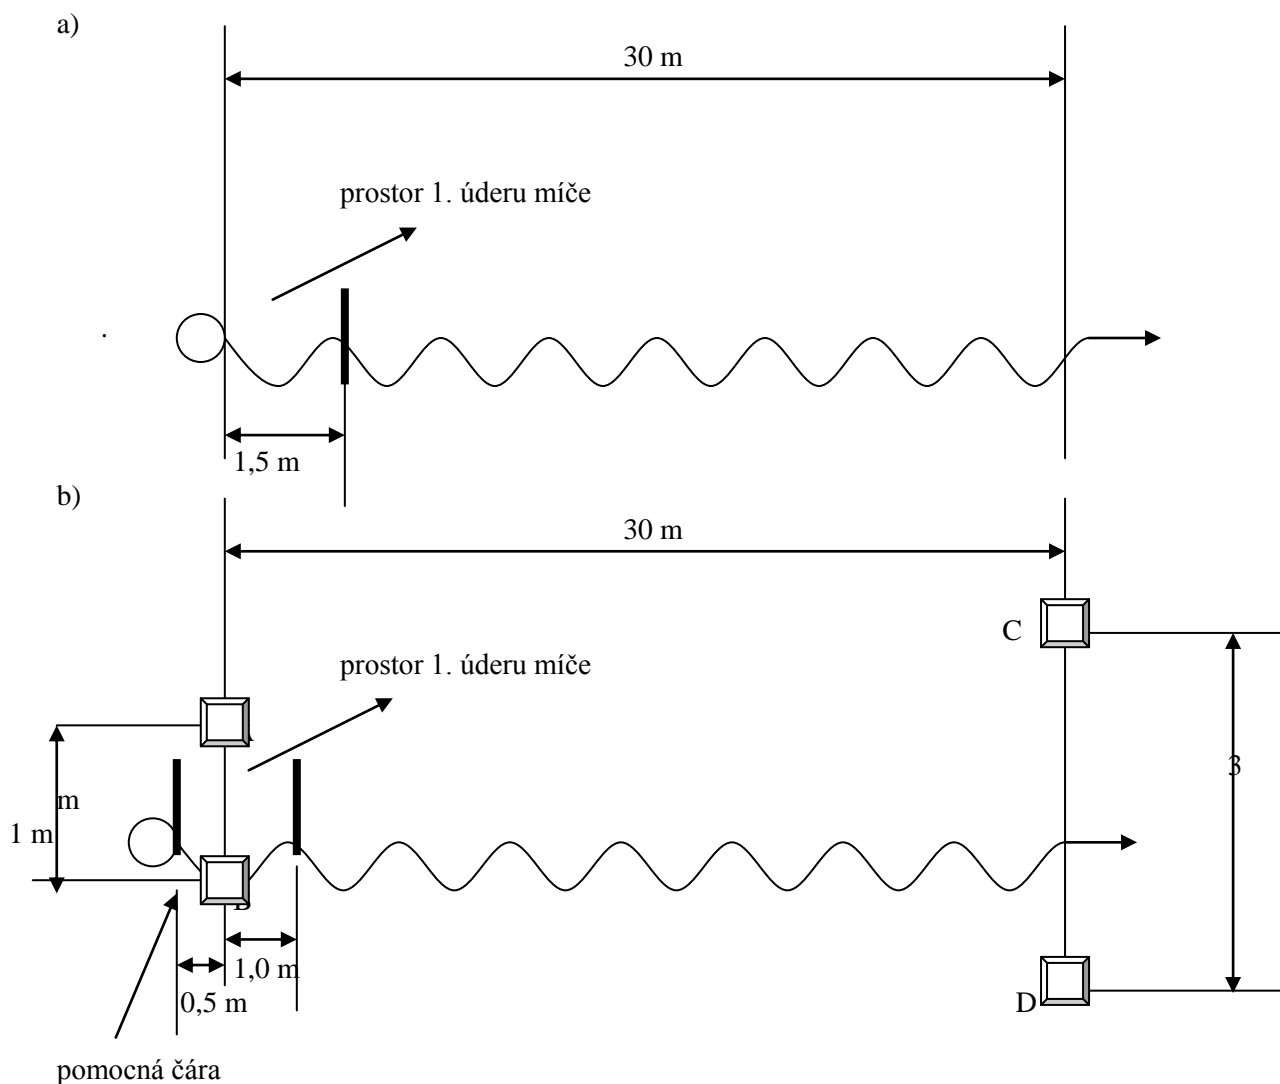 a)
30 m
prostor 1. úderu míče
1,5 m
b)
30 m
C
prostor 1. úderu míče
3
m
1 m
B
1,0 m
0,5 m
D
pomocná čára